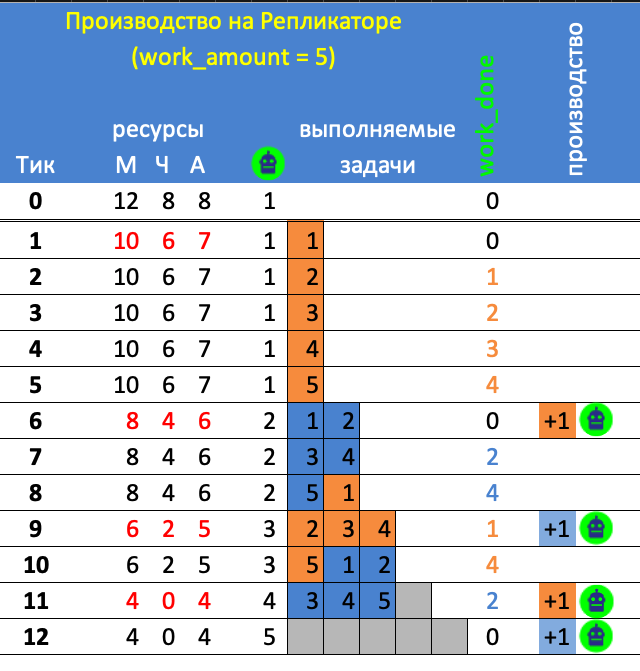 Производство на Репликаторе
(work_amount = 5)
work_done
производство
ресурсы выполняемые
Тик М Ч А задачи
0 12 8 8 1 0
1 10 6 7 1 1 0
2 10 6 7 1 2 1
3 10 6 7 1 3 2
4 10 6 7 1 4 3
5 10 6 7 1 5 4
6 8 4 6 2 1 2 0 +1
7 8 4 6 2 3 4 2
8 8 4 6 2 5 1 4
9 6 2 5 3 2 3 4 1 +1
10 6 2 5 3 5 1 2 4
11 4 0 4 4 3 4 5 2 +1
12 4 0 4 5 0 +1